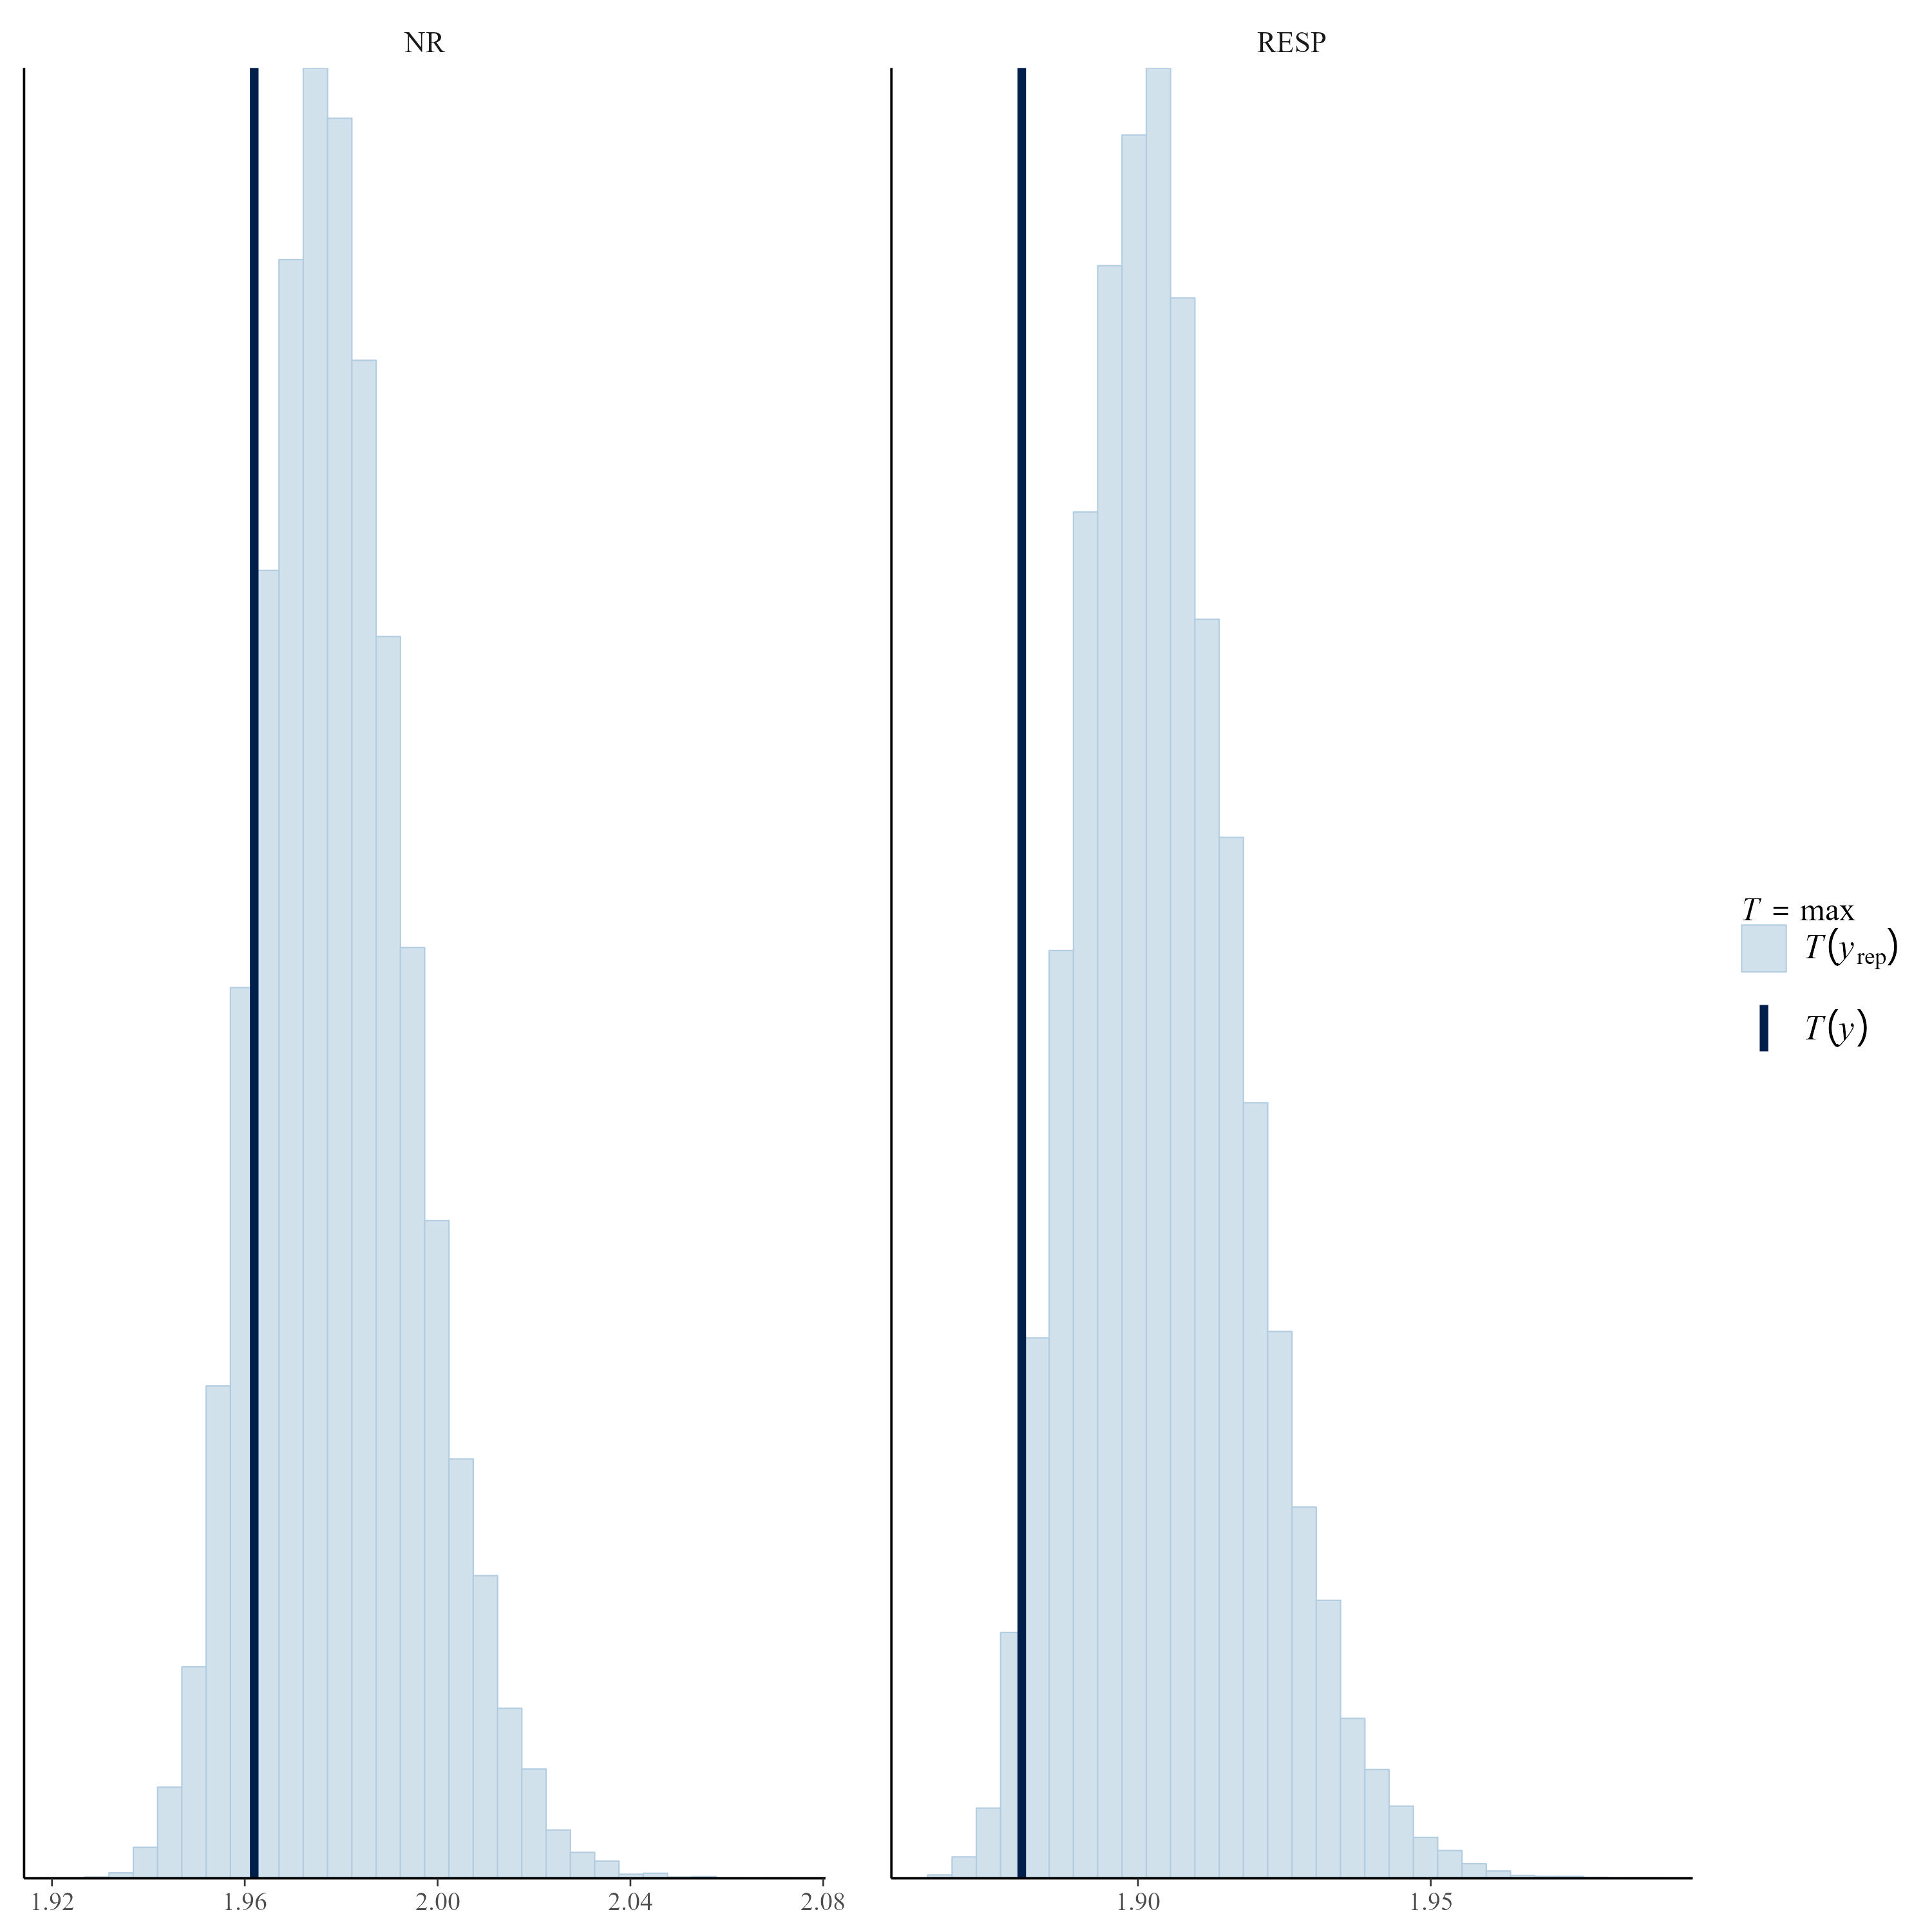 NR
RESP
T = max
T(yrep)
T(y)
1.92 1.96 2.00 2.04 2.08
1.90 1.95